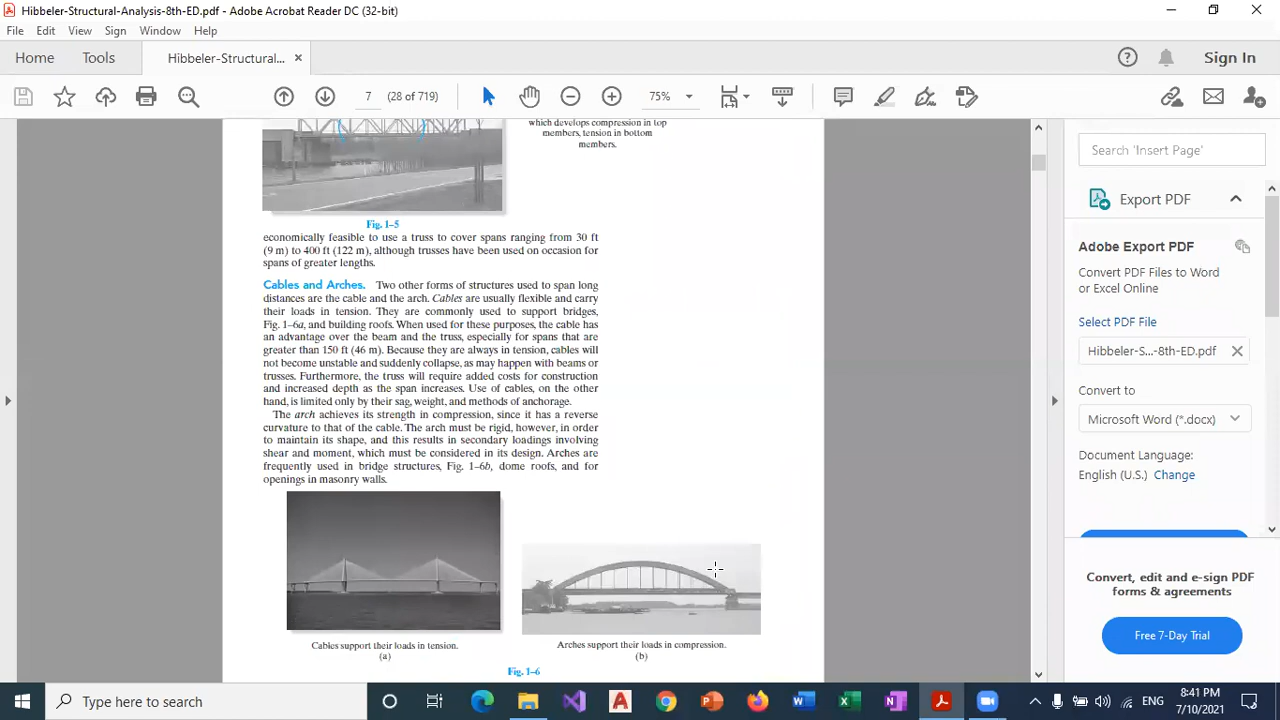 Hibbeler-Structural-Analysis-8th-ED.pdf - Adobe Acrobat Reader DC (32-bit)
File Edit View Sign Window Help
Home Tools Hibbeler-Structural... Sign In
7 (28 of 719) 75%
which develops compression in top
members, tension in bottom
members.
Fig. 1–5
economically feasible to use a truss to cover spans ranging from 30 ft
(9 m) to 400 ft (122 m), although trusses have been used on occasion for
spans of greater lengths.
Cables and Arches. Two other forms of structures used to span long
distances are the cable and the arch. Cables are usually flexible and carry
their loads in tension. They are commonly used to support bridges,
Fig. 1–6a, and building roofs. When used for these purposes, the cable has
an advantage over the beam and the truss, especially for spans that are
greater than 150 ft (46 m). Because they are always in tension, cables will
not become unstable and suddenly collapse, as may happen with beams or
trusses. Furthermore, the truss will require added costs for construction
and increased depth as the span increases. Use of cables, on the other
hand, is limited only by their sag, weight, and methods of anchorage.
The arch achieves its strength in compression, since it has a reverse
curvature to that of the cable. The arch must be rigid, however, in order
to maintain its shape, and this results in secondary loadings involving
shear and moment, which must be considered in its design. Arches are
frequently used in bridge structures, Fig. 1–6b, dome roofs, and for
openings in masonry walls.
Cables support their loads in tension.
(a)
Arches support their loads in compression.
(b)
Fig. 1–6
Search 'Insert Page'
Export PDF
Adobe Export PDF
Convert PDF Files to Word
or Excel Online
Select PDF File
Hibbeler-S...-8th-ED.pdf
Convert to
Microsoft Word (*.docx)
Document Language:
English (U.S.) Change
Convert, edit and e-sign PDF
forms & agreements
Free 7-Day Trial
Type here to search
ENG
8:41 PM
7/10/2021